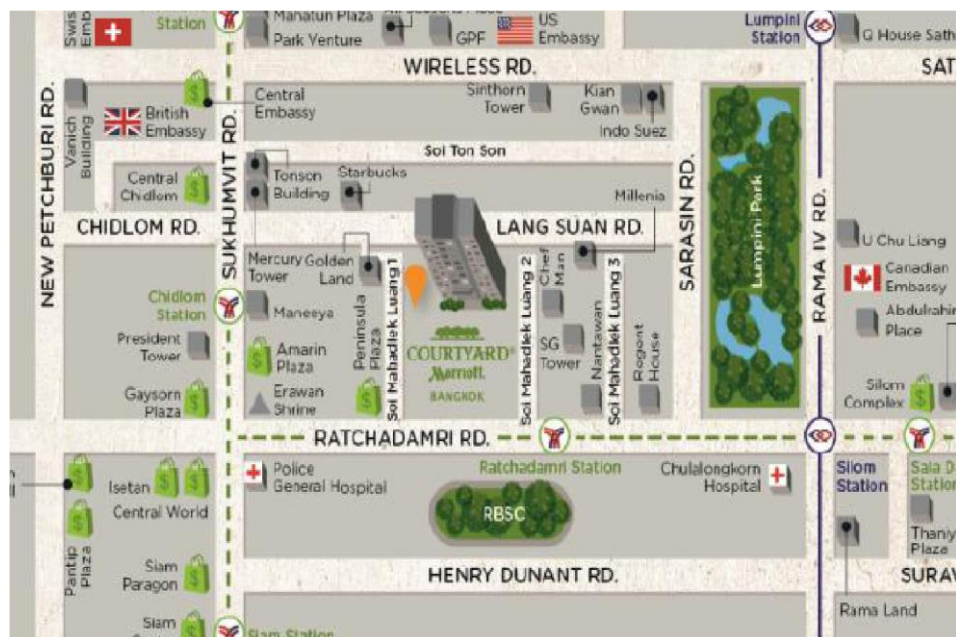 Swiss
Emb
Station
Mahatun Plaza
Park Venture
GPF
US
Embassy
Lumpini
Station
Q House Sath
WIRELESS RD.
SAT
NEW PETCHBURI RD.
Vanich
Building
British
Embassy
Central
Embassy
SUKHUMVIT RD.
Sinthorn
Tower
Kian
Gwan
Indo Suez
Soi Ton Son
Central
Chidlom
Tonson
Building
Starbucks
Millenia
SARASIN RD.
Lumpini Park
RAMA IV RD.
CHIDLOM RD.
LANG SUAN RD.
U Chu Liang
Mercury
Tower
Golden
Land
Chef
Man
Canadian
Embassy
Chidlom
Station
Maneeya
Peninsula
Plaza
Soi Mahadlek Luang 1
Soi Mahadlek Luang 2
Soi Mahadlek Luang 3
Abdulrahim
Place
President
Tower
Amarin
Plaza
COURTYARD®
Marriott
BANGKOK
SG
Tower
Nantawan
Rogont
House
Gaysorn
Plaza
Erawan
Shrine
Silom
Complex
RATCHADAMRI RD.
Police
General Hospital
Ratchadamri Station
Chulalongkorn
Hospital
Silom
Station
Sala D
Station
Isetan
Central World
RBSC
Pantip
Plaza
Thaniy
Plaza
Siam
Paragon
HENRY DUNANT RD.
SURAW
Rama Land
Siam
Siam Station